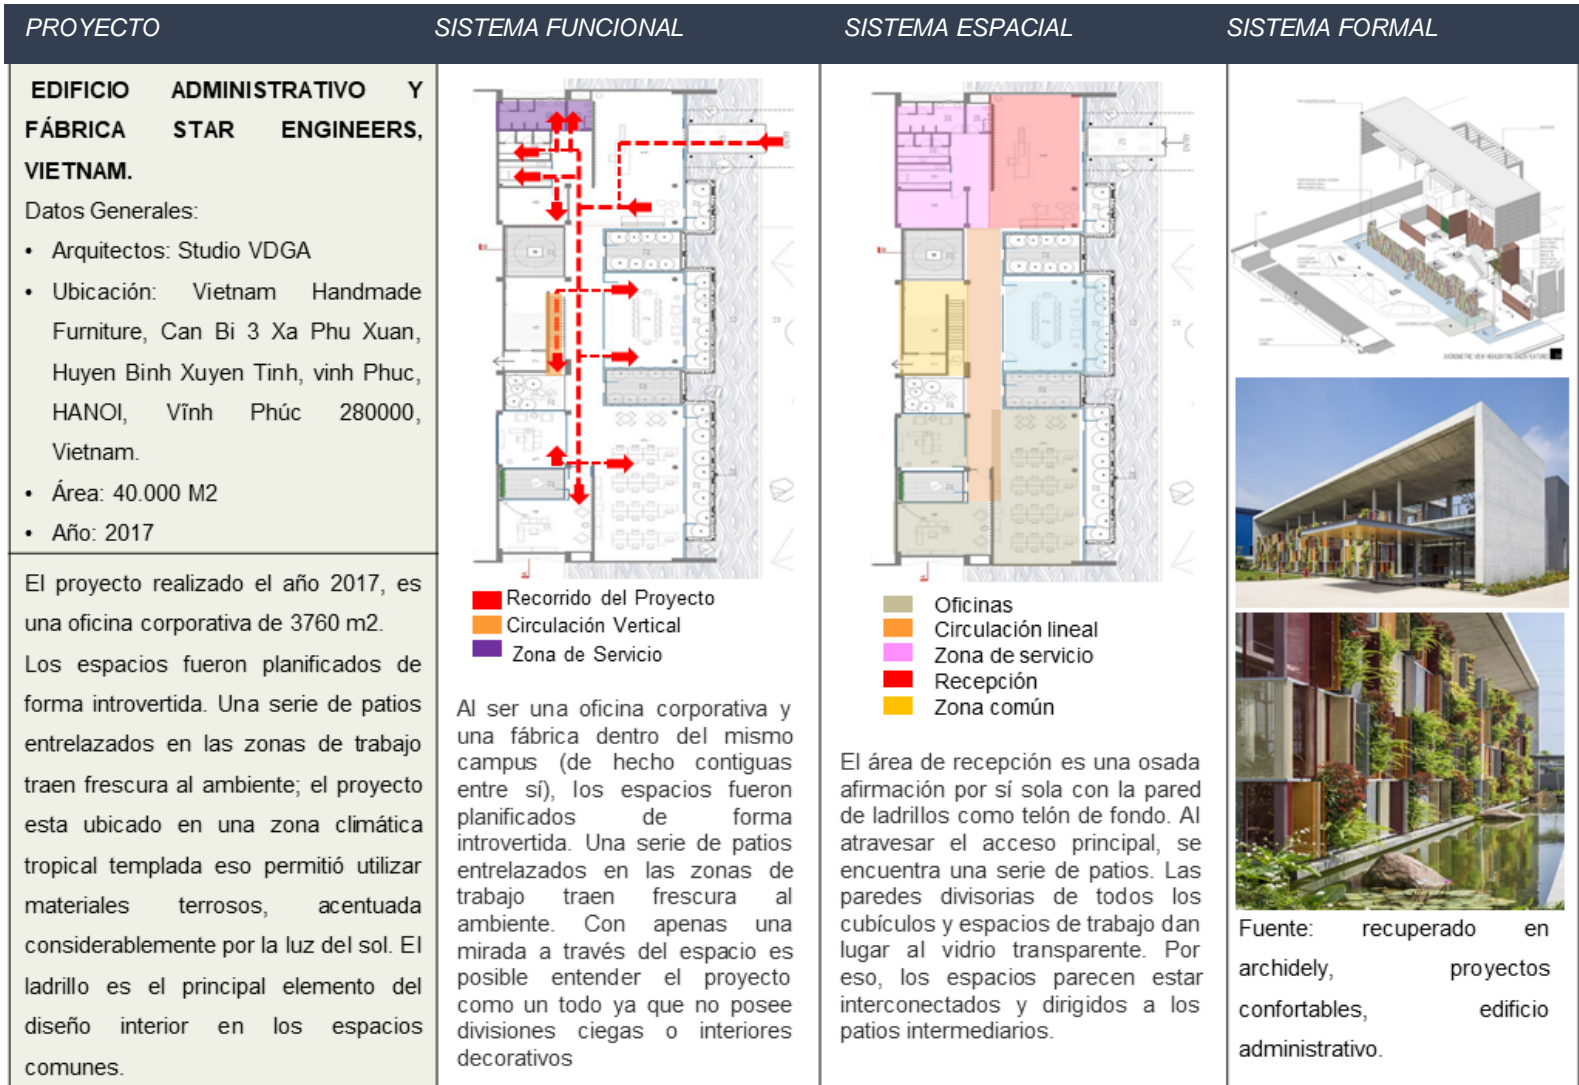 PROYECTO
SISTEMA FUNCIONAL
SISTEMA ESPACIAL
SISTEMA FORMAL
EDIFICIO ADMINISTRATIVO Y
FÁBRICA STAR ENGINEERS,
VIETNAM.
Datos Generales:
• Arquitectos: Studio VDGA
• Ubicación: Vietnam Handmade
Furniture, Can Bi 3 Xa Phu Xuan,
Huyen Binh Xuyen Tinh, vinh Phuc,
HANOI, Vĩnh Phúc 280000,
Vietnam.
• Área: 40.000 M2
• Año: 2017
El proyecto realizado el año 2017, es
una oficina corporativa de 3760 m2.
Los espacios fueron planificados de
forma introvertida. Una serie de patios
entrelazados en las zonas de trabajo
traen frescura al ambiente; el proyecto
esta ubicado en una zona climática
tropical templada eso permitió utilizar
materiales terrosos, acentuada
considerablemente por la luz del sol. El
ladrillo es el principal elemento del
diseño interior en los espacios
comunes.
ENTRY
Recorrido del Proyecto
Circulación Vertical
Zona de Servicio
Al ser una oficina corporativa y
una fábrica dentro del mismo
campus (de hecho contiguas
entre sí), los espacios fueron
planificados de forma
introvertida. Una serie de patios
entrelazados en las zonas de
trabajo traen frescura al
ambiente. Con apenas una
mirada a través del espacio es
posible entender el proyecto
como un todo ya que no posee
divisiones ciegas o interiores
decorativos
ENTRY
Oficinas
Circulación lineal
Zona de servicio
Recepción
Zona común
El área de recepción es una osada
afirmación por sí sola con la pared
de ladrillos como telón de fondo. Al
atravesar el acceso principal, se
encuentra una serie de patios. Las
paredes divisorias de todos los
cubículos y espacios de trabajo dan
lugar al vidrio transparente. Por
eso, los espacios parecen estar
interconectados y dirigidos a los
patios intermediarios.
AXONOMETRIC VIEW HIGHLIGHTING
Fuente: recuperado en
archidely, proyectos
confortables, edificio
administrativo.